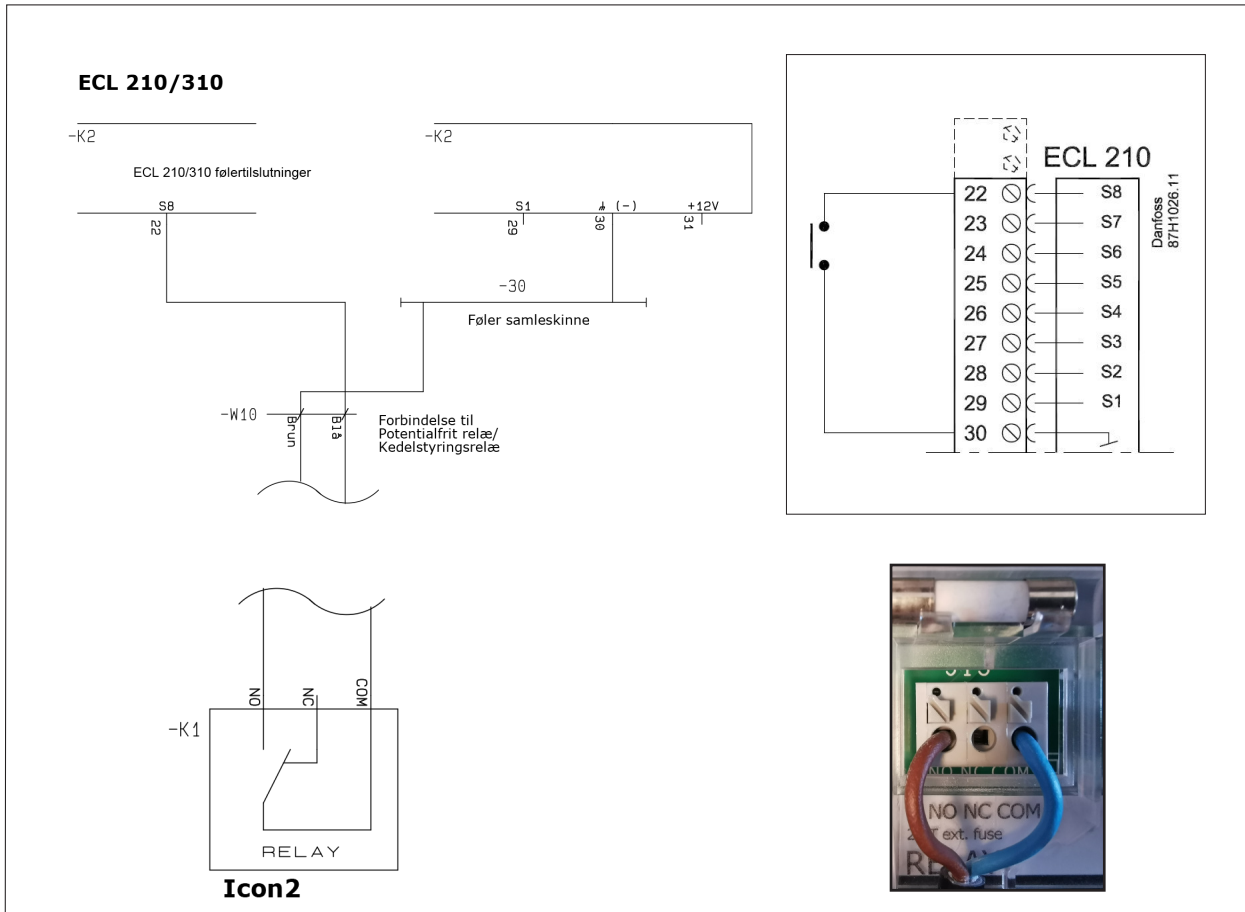 ECL 210/310
-K2
ECL 210/310 følertilslutninger
S8
22
-K2
S1
(-)
+12V
29
30
31
-30
Føler samleskinne
-W10
Brun
Blå
Forbindelse til
Potentialfrit relæ/
Kedelstyringsrelæ
NO
NC
COM
-K1
RELAY
Icon2
ECL 210
22 S8
23 S7
24 S6
25 S5
26 S4
27 S3
28 S2
29 S1
30
Danfoss
87H1026.11
NO NC COM
NO NC COM
ext. fuse